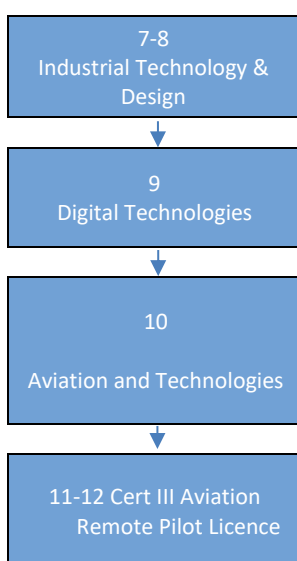 7-8
Industrial Technology &
Design
9
Digital Technologies
10
Aviation and Technologies
11-12 Cert III Aviation
Remote Pilot Licence